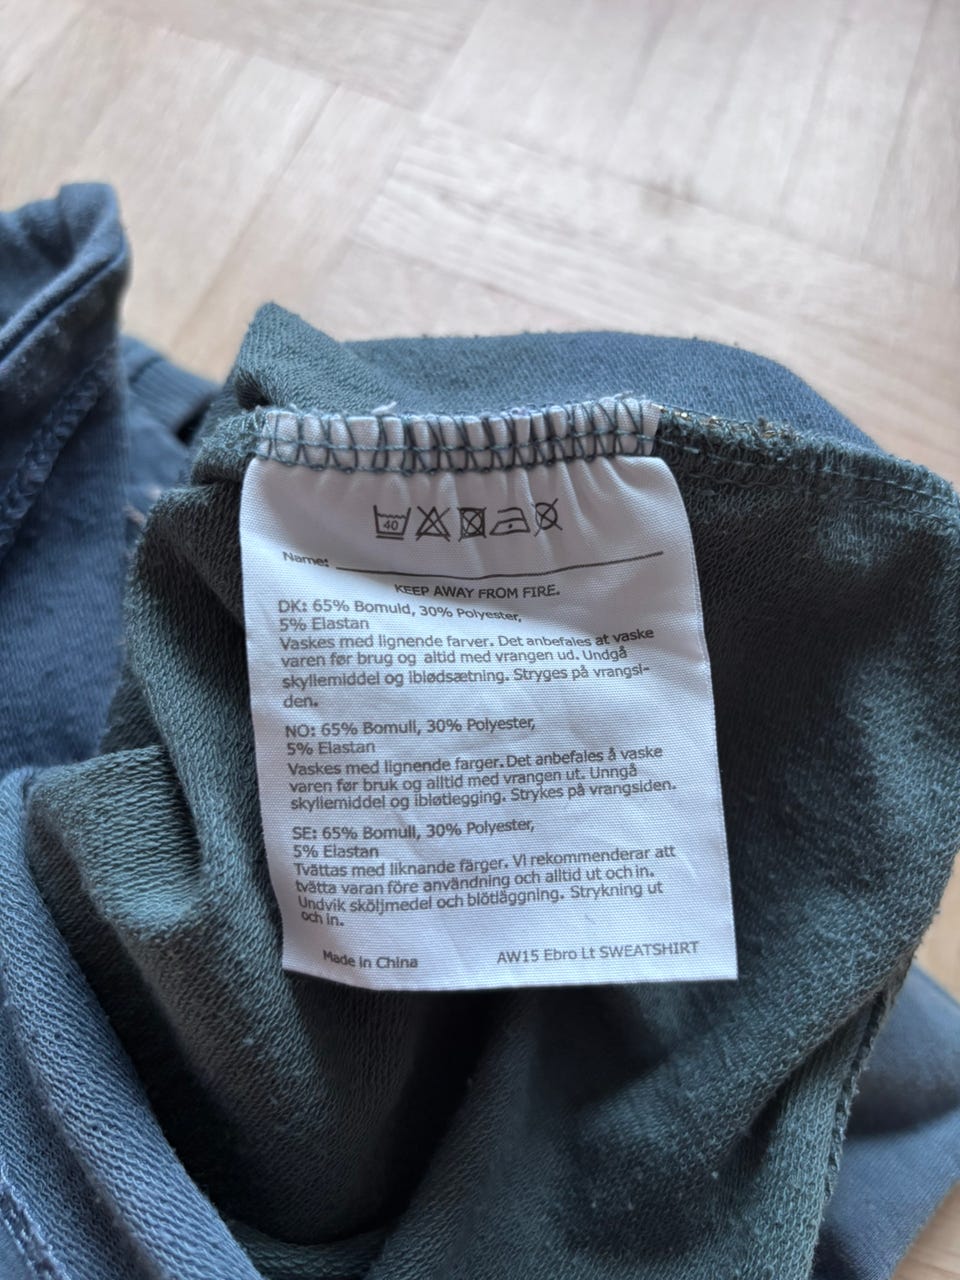 40
Name:
KEEP AWAY FROM FIRE.
DK: 65% Bomuld, 30% Polyester,
5% Elastan
Vaskes med lignende farver. Det anbefales at vaske
varen før brug og altid med vrangen ud. Undgå
skyllemiddel og iblødsætning. Stryges på vrangsi-
den.
NO: 65% Bomull, 30% Polyester,
5% Elastan
Vaskes med lignende farger. Det anbefales å vaske
varen før bruk og alltid med vrangen ut. Unngå
skyllemiddel og ibløtlegging. Strykes på vrangsiden.
SE: 65% Bomull, 30% Polyester,
5% Elastan
Tvättas med liknande färger. Vi rekommenderar att
tvätta varan före användning och alltid ut och in.
Undvik sköljmedel och blötläggning. Strykning ut
och in.
Made in China
AW15 Ebro Lt SWEATSHIRT